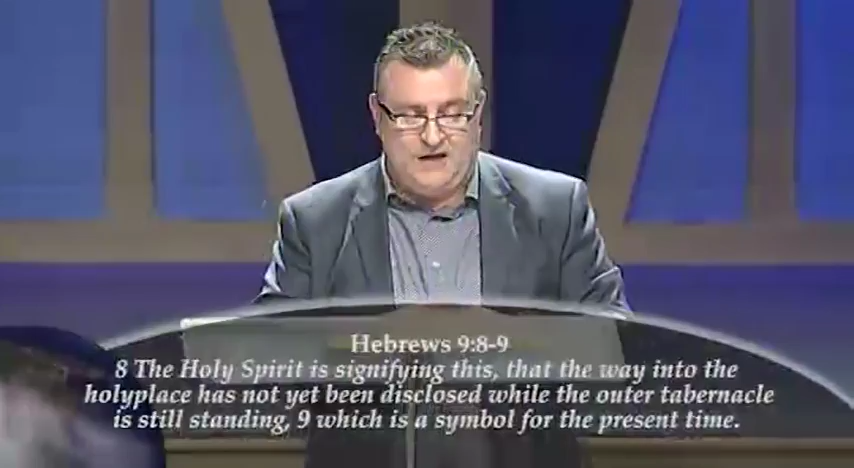 Hebrews 9:8-9
8 The Holy Spirit is signifying this, that the way into the
holyplace has not yet been disclosed while the outer tabernacle
is still standing, 9 which is a symbol for the present time.